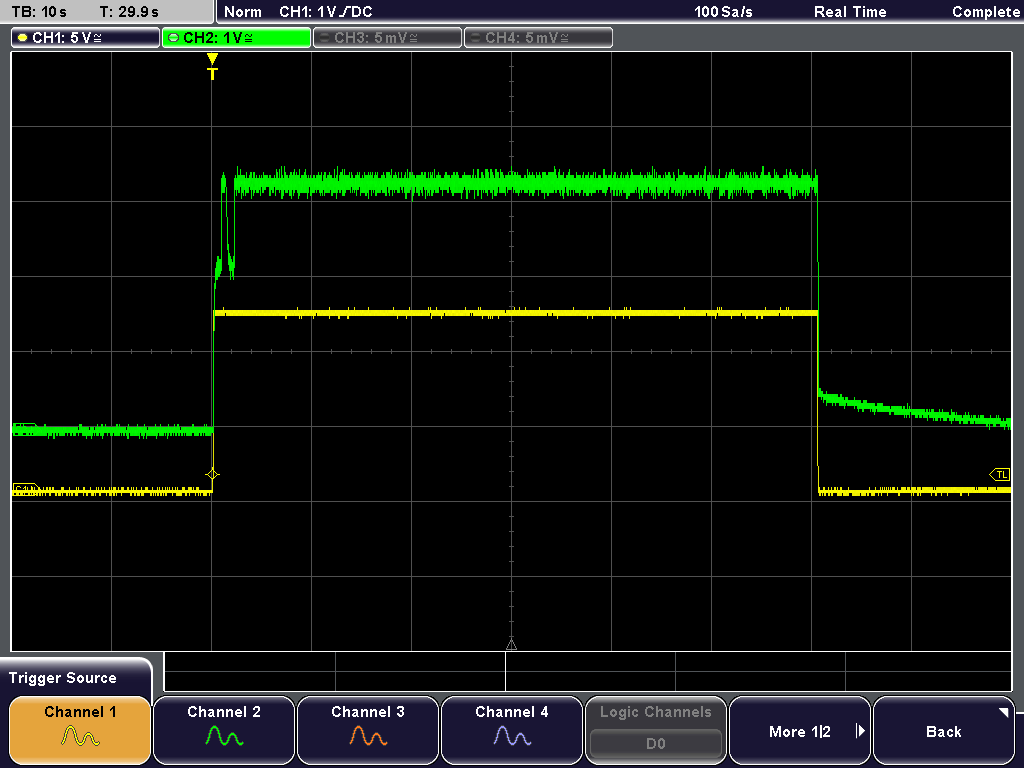 TB: 10 s T: 29.9 s Norm CH1: 1 V DC 100 Sa/s Real Time Complete
CH1: 5 V≅ CH2: 1 V≅ CH3: 5 mV≅ CH4: 5 mV≅
T
TL
Trigger Source
Channel 1 Channel 2 Channel 3 Channel 4 Logic Channels
D0
More 1|2
Back